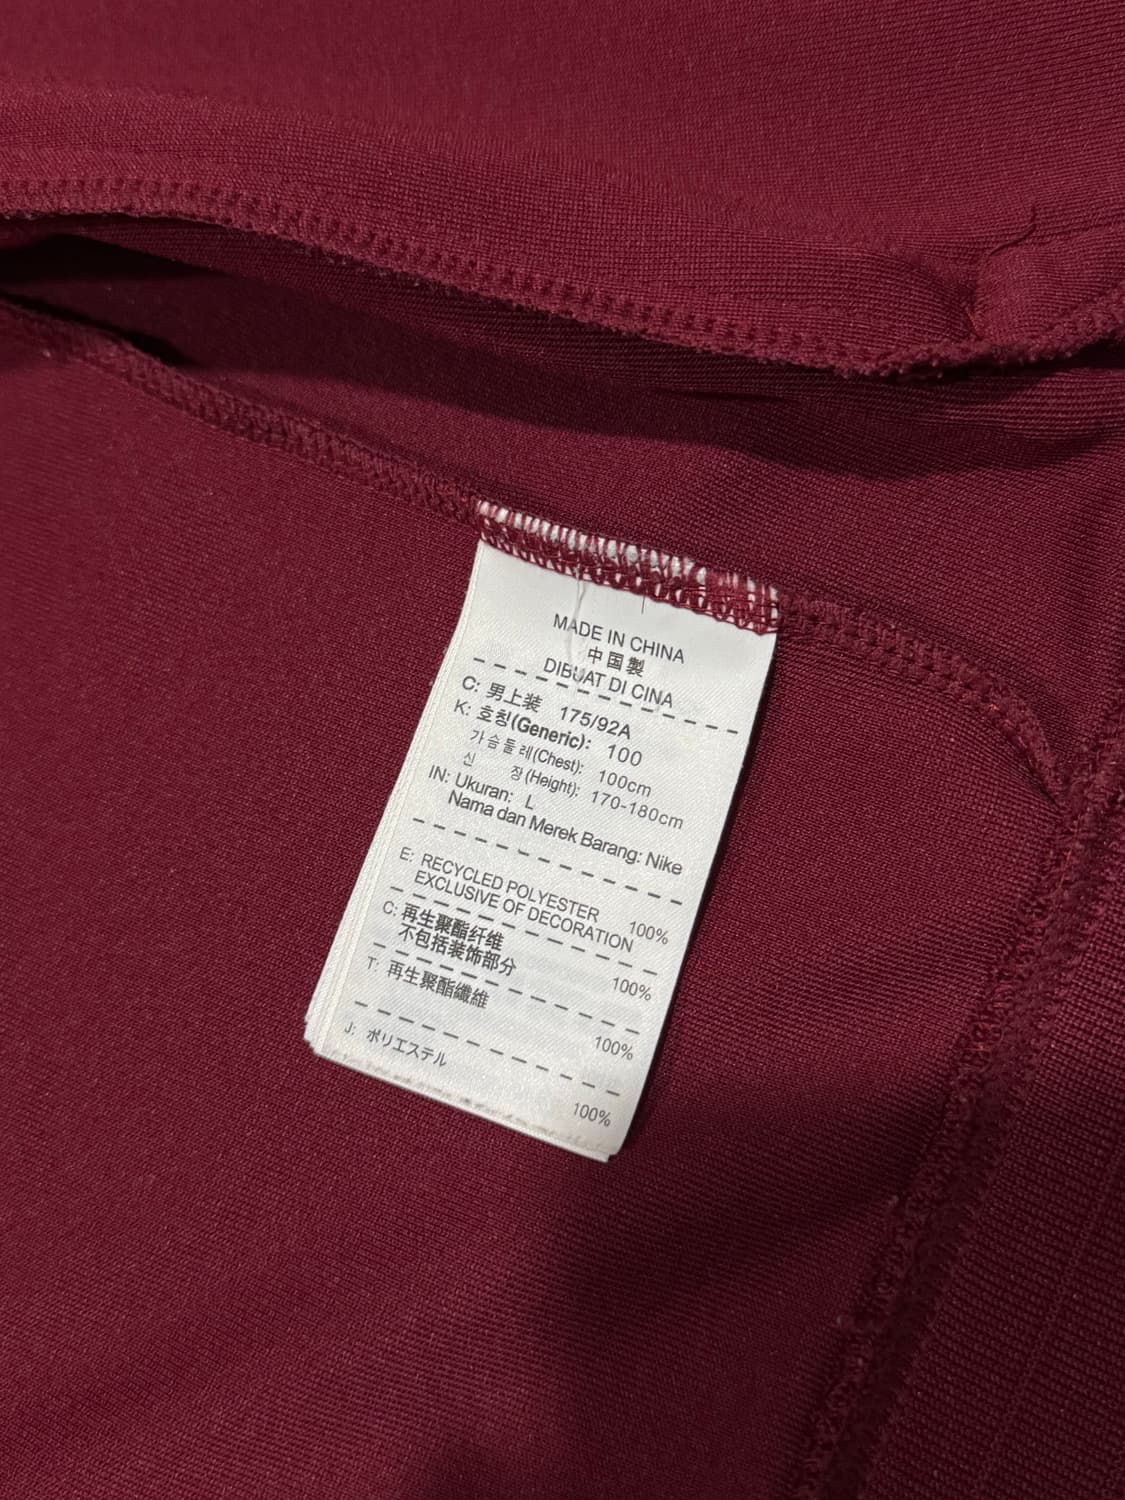 MADE IN CHINA
中国製
DIBUAT DI CINA
C: 男上装 175/92A
K: 호칭(Generic): 100
가슴둘레(Chest): 100cm
신 장(Height): 170-180cm
IN: Ukuran: L
Nama dan Merek Barang: Nike
E: RECYCLED POLYESTER 100%
EXCLUSIVE OF DECORATION
C: 再生聚酯纤维 100%
不包括装饰部分
T: 再生聚酯纖維 100%
J: ポリエステル 100%